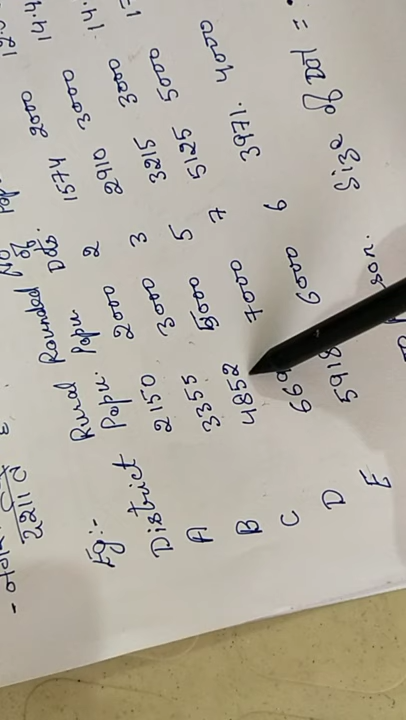 Eg:-
Rural Rounded No
of
District Popu. Popu. Dots.
A 2150 2000 2 1574 2000
B 3355 3000 3 2910 3000
C 4852 5000 5 3215 3000
D 7000 7 5125 5000
E 5918 6000 6 3971. 4000
Size of Dot =